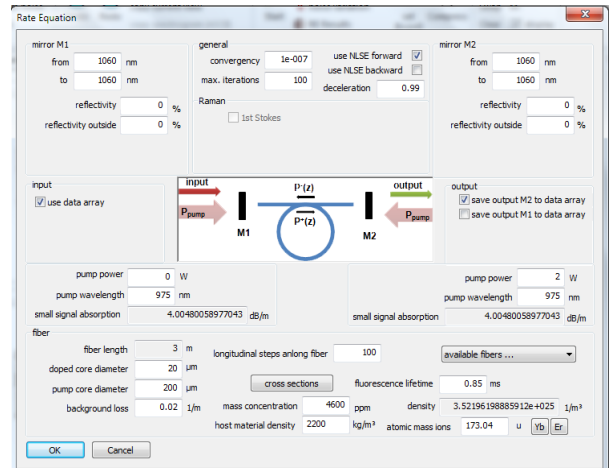 Rate Equation
mirror M1
from 1060 nm
to 1060 nm
reflectivity 0 %
reflectivity outside 0 %
general
convergency 1e-007
max. iterations 100
use NLSE forward
use NLSE backward
deceleration 0.99
Raman
1st Stokes
mirror M2
from 1060 nm
to 1060 nm
reflectivity 0 %
reflectivity outside 0 %
input
use data array
input
Ppump
M1
P-(z)
P+(z)
M2
output
Ppump
output
save output M2 to data array
save output M1 to data array
pump power 0 W
pump wavelength 975 nm
small signal absorption 4.00480058977043 dB/m
pump power 2 W
pump wavelength 975 nm
small signal absorption 4.00480058977043 dB/m
fiber
fiber length 3 m
doped core diameter 20 µm
pump core diameter 200 µm
background loss 0.02 1/m
longitudinal steps anlong fiber 100
available fibers ...
cross sections
fluorescence lifetime 0.85 ms
mass concentration 4600 ppm
density 3.52196198885912e+025 1/m³
host material density 2200 kg/m³
atomic mass ions 173.04 u
Yb Er
OK Cancel